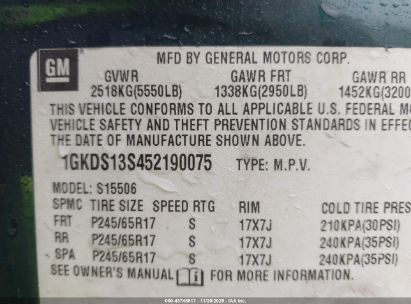 GM
MFD BY GENERAL MOTORS CORP.
GVWR GAWR FRT GAWR RR
2518KG(5550LB) 1338KG(2950LB) 1452KG(3200
THIS VEHICLE CONFORMS TO ALL APPLICABLE U.S. FEDERAL M
VEHICLE SAFETY AND THEFT PREVENTION STANDARDS IN EFFE
THE DATE OF MANUFACTURE SHOWN ABOVE.
1GKDS13S452190075 TYPE: M.P.V.
MODEL: S15506
SPMC TIRE SIZE SPEED RTG RIM COLD TIRE PRES
FRT P245/65R17 S 17X7J 210KPA(30PSI)
RR P245/65R17 S 17X7J 240KPA(35PSI)
SPA P245/65R17 S 17X7J 240KPA(35PSI)
SEE OWNER'S MANUAL FOR MORE INFORMATION.